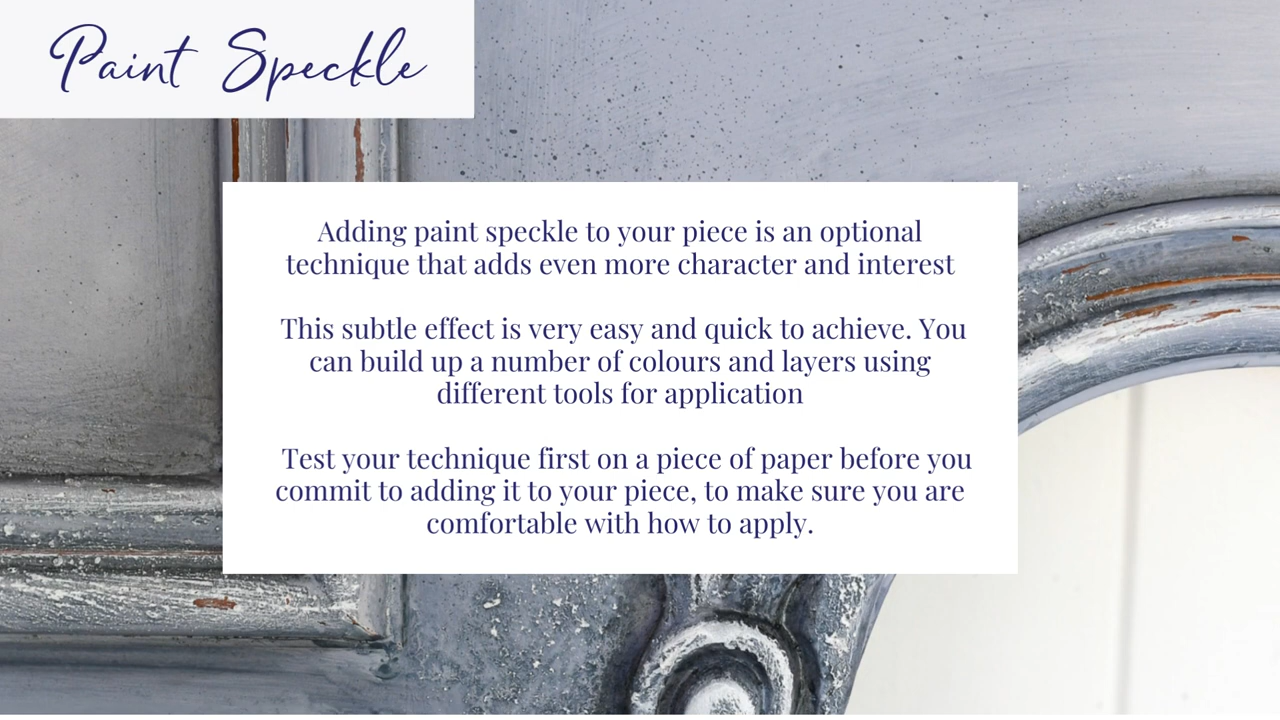 Paint Speckle
Adding paint speckle to your piece is an optional
technique that adds even more character and interest
This subtle effect is very easy and quick to achieve. You
can build up a number of colours and layers using
different tools for application
Test your technique first on a piece of paper before you
commit to adding it to your piece, to make sure you are
comfortable with how to apply.